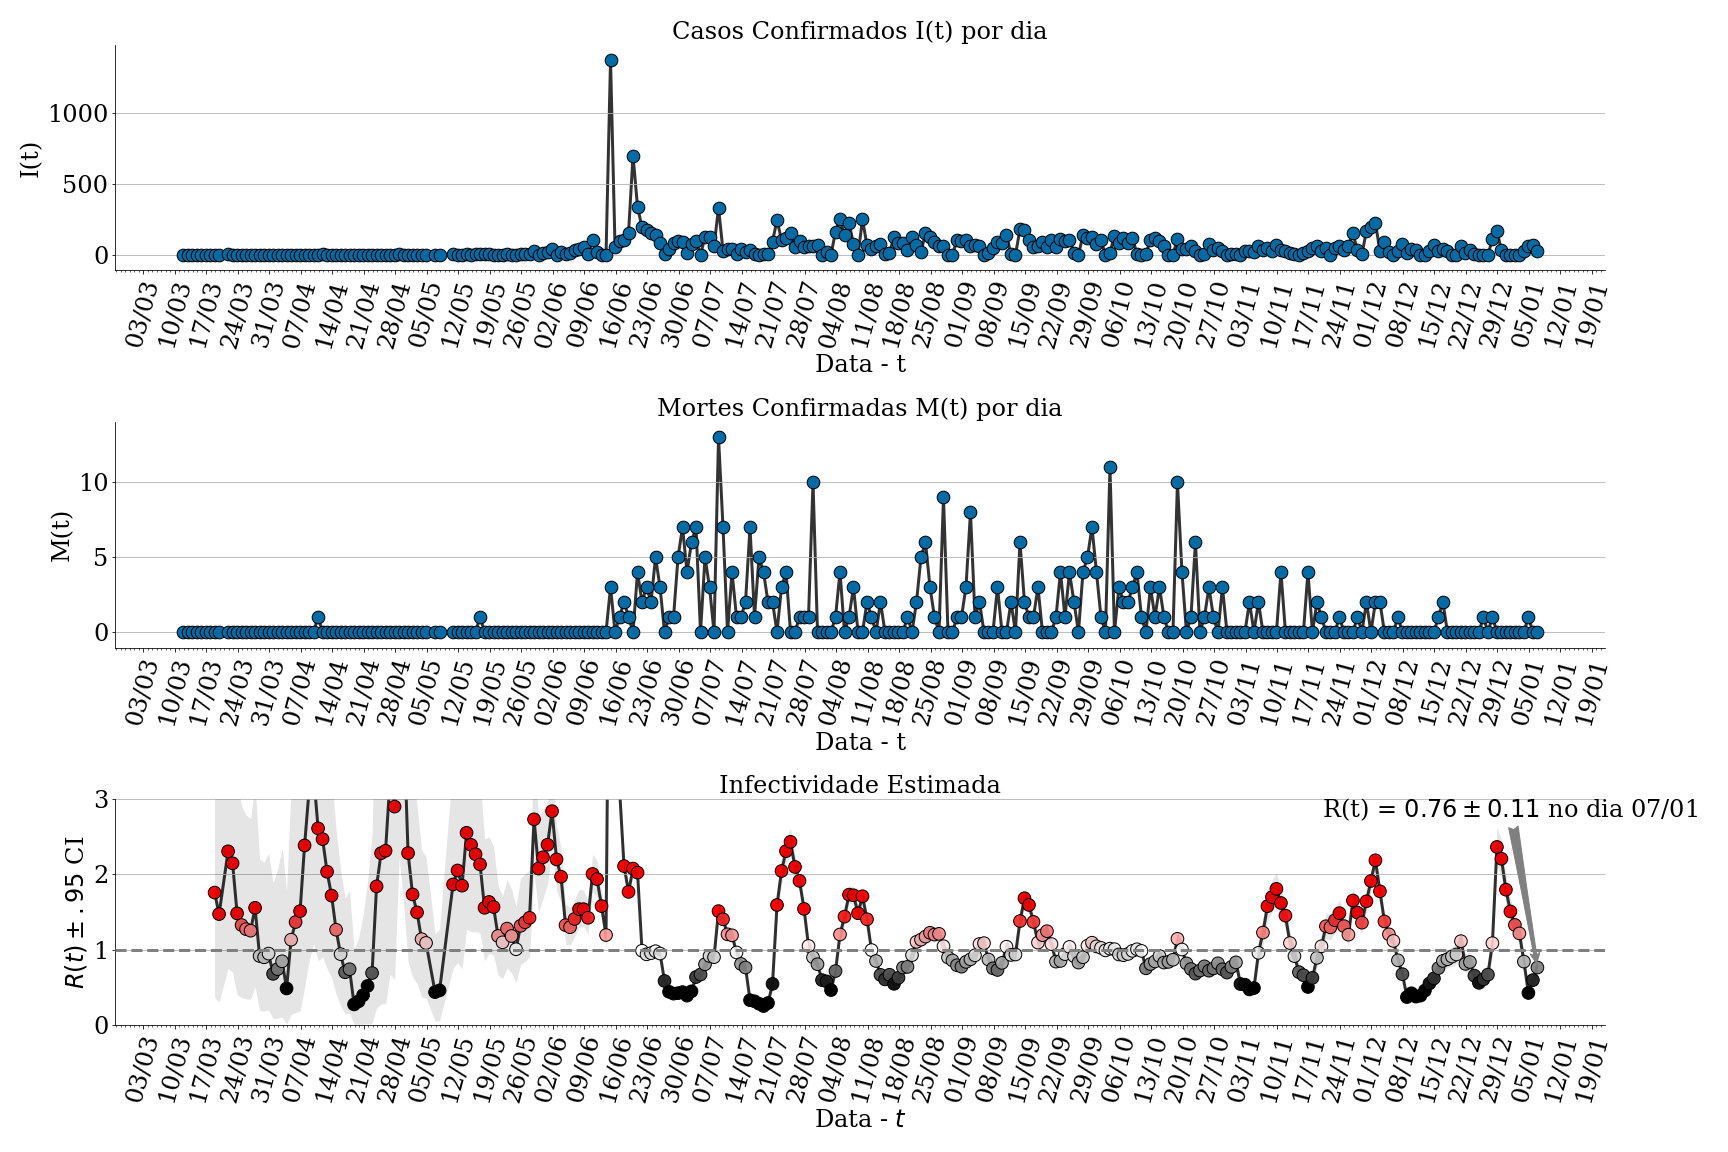 Casos Confirmados I(t) por dia
I(t)
1000
500
0
03/03 10/03 17/03 24/03 31/03 07/04 14/04 21/04 28/04 05/05 12/05 19/05 26/05 02/06 09/06 16/06 23/06 30/06 07/07 14/07 21/07 28/07 04/08 11/08 18/08 25/08 01/09 08/09 15/09 22/09 29/09 06/10 13/10 20/10 27/10 03/11 10/11 17/11 24/11 01/12 08/12 15/12 22/12 29/12 05/01 12/01 19/01
Data - t
Mortes Confirmadas M(t) por dia
M(t)
10
5
0
03/03 10/03 17/03 24/03 31/03 07/04 14/04 21/04 28/04 05/05 12/05 19/05 26/05 02/06 09/06 16/06 23/06 30/06 07/07 14/07 21/07 28/07 04/08 11/08 18/08 25/08 01/09 08/09 15/09 22/09 29/09 06/10 13/10 20/10 27/10 03/11 10/11 17/11 24/11 01/12 08/12 15/12 22/12 29/12 05/01 12/01 19/01
Data - t
Infectividade Estimada
R(t) = 0.76 ± 0.11 no dia 07/01
R(t) ± .95 CI
3
2
1
0
03/03 10/03 17/03 24/03 31/03 07/04 14/04 21/04 28/04 05/05 12/05 19/05 26/05 02/06 09/06 16/06 23/06 30/06 07/07 14/07 21/07 28/07 04/08 11/08 18/08 25/08 01/09 08/09 15/09 22/09 29/09 06/10 13/10 20/10 27/10 03/11 10/11 17/11 24/11 01/12 08/12 15/12 22/12 29/12 05/01 12/01 19/01
Data - t